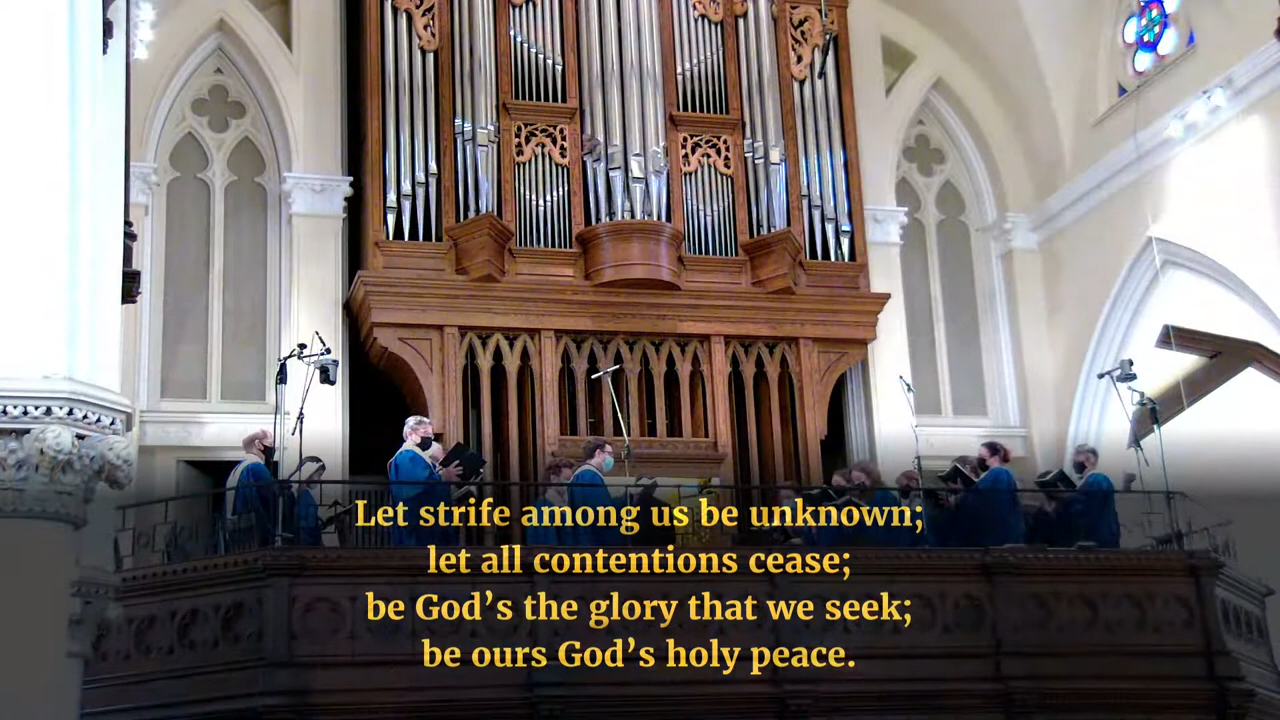 Let strife among us be unknown;
let all contentions cease;
be God’s the glory that we seek;
be ours God’s holy peace.